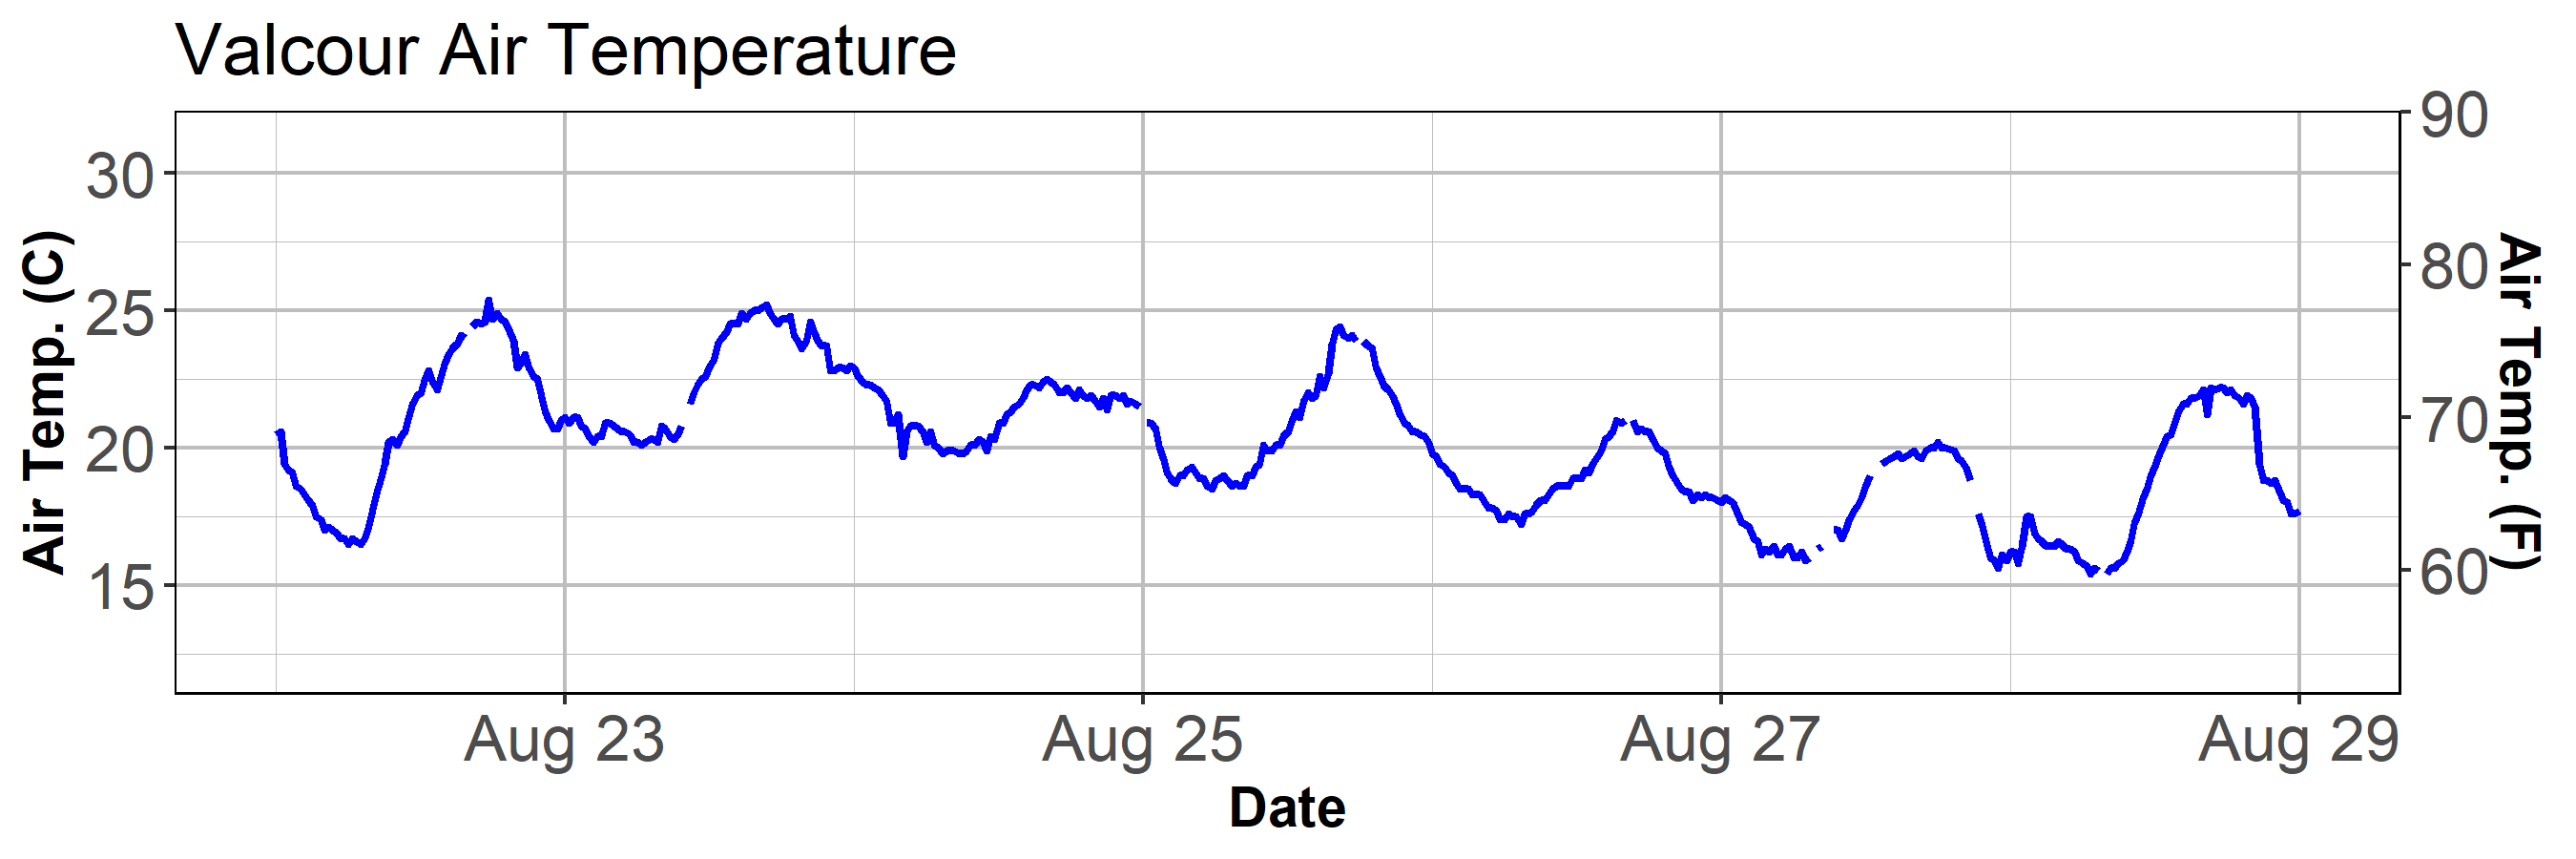 Valcour Air Temperature
Air Temp. (C)
30
25
20
15
90
80
70
60
Air Temp. (F)
Aug 23
Aug 25
Aug 27
Aug 29
Date